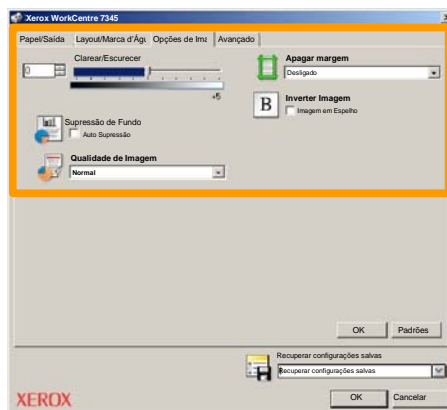 Xerox WorkCentre 7345
Papel/Saída Layout/Marca d'Águ Opções de Ima Avançado
Clarear/Escurecer
0
+5
Apagar margem
Desligado
B
Inverter Imagem
Imagem em Espelho
Supressão de Fundo
Auto Supressão
Qualidade de Imagem
Normal
OK Padrões
Recuperar configurações salvas
Recuperar configurações salvas
XEROX
OK Cancelar